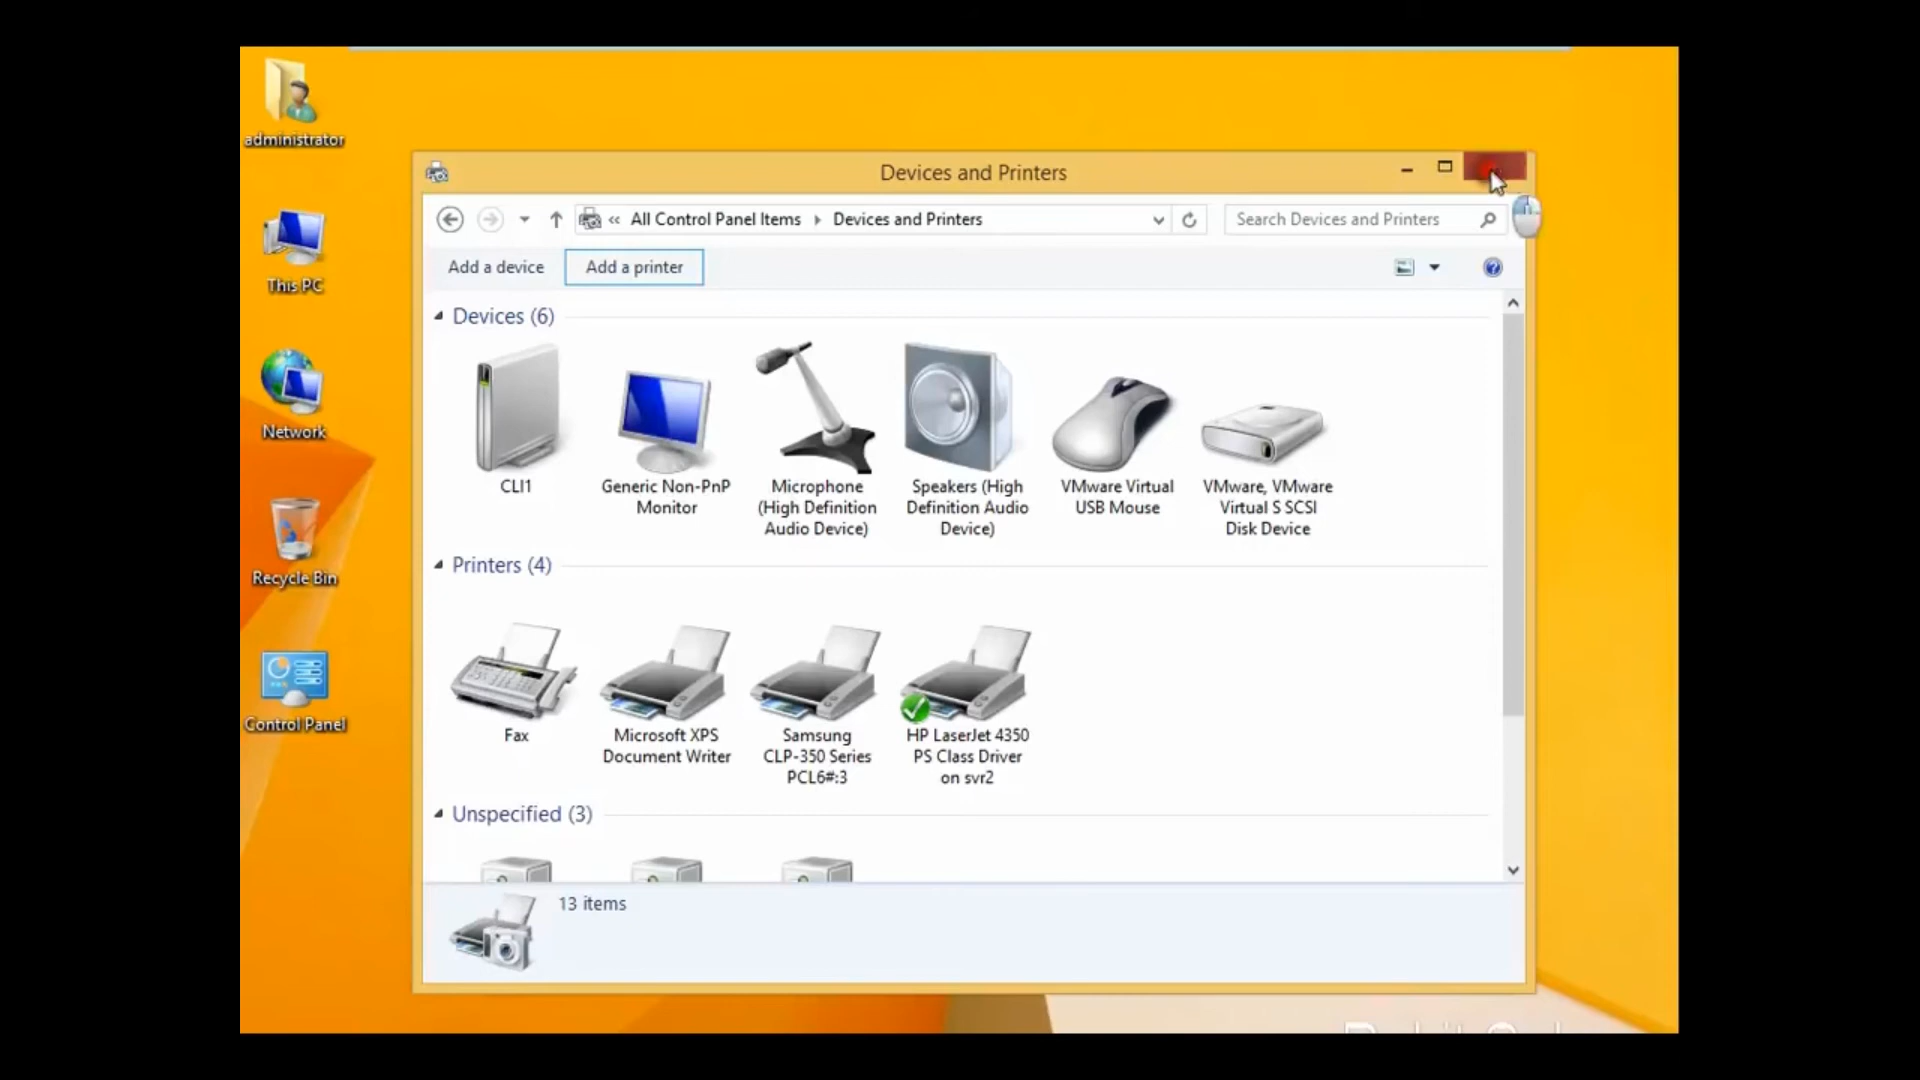 administrator
This PC
Network
Recycle Bin
Control Panel
Devices and Printers
« All Control Panel Items Devices and Printers
Search Devices and Printers
Add a device Add a printer
Devices (6)
CLI1
Generic Non-PnP
Monitor
Microphone
(High Definition
Audio Device)
Speakers (High
Definition Audio
Device)
VMware Virtual
USB Mouse
VMware, VMware
Virtual S SCSI
Disk Device
Printers (4)
Fax
Microsoft XPS
Document Writer
Samsung
CLP-350 Series
PCL6#:3
HP LaserJet 4350
PS Class Driver
on svr2
Unspecified (3)
13 items